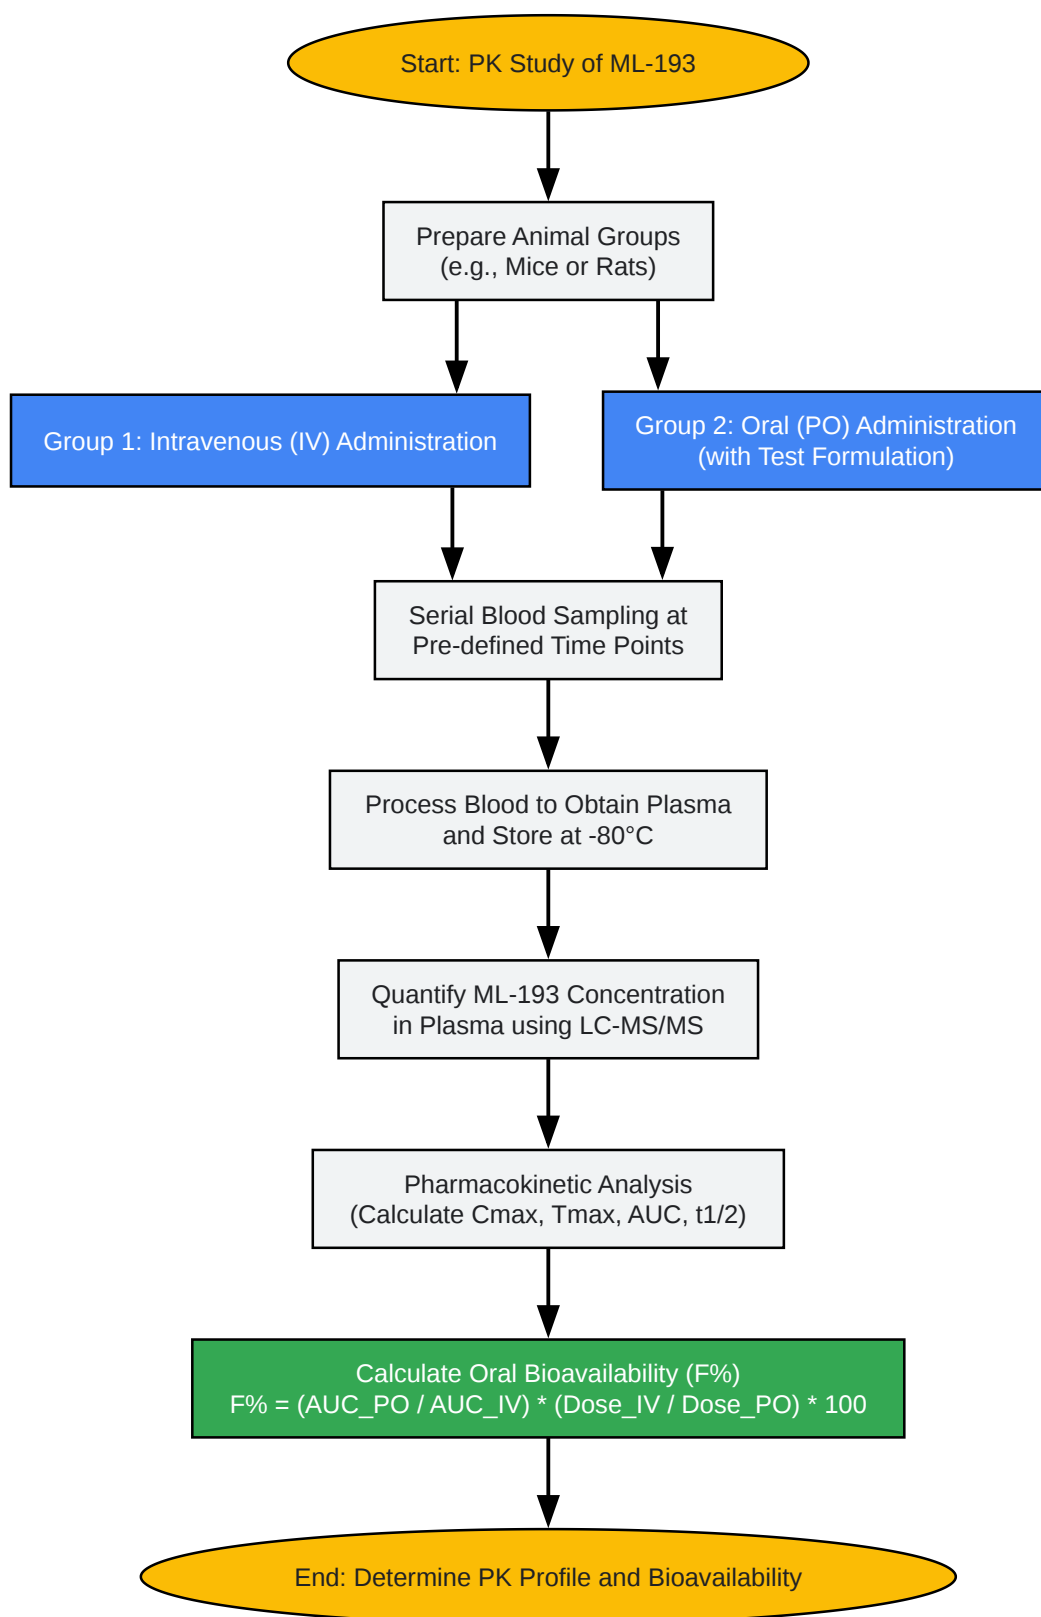 Start: PK Study of ML-193
Prepare Animal Groups
(e.g., Mice or Rats)
Group 1: Intravenous (IV) Administration
Group 2: Oral (PO) Administration
(with Test Formulation)
Serial Blood Sampling at
Pre-defined Time Points
Process Blood to Obtain Plasma
and Store at -80°C
Quantify ML-193 Concentration
in Plasma using LC-MS/MS
Pharmacokinetic Analysis
(Calculate Cmax, Tmax, AUC, t1/2)
Calculate Oral Bioavailability (F%)
F% = (AUC_PO / AUC_IV) * (Dose_IV / Dose_PO) * 100
End: Determine PK Profile and Bioavailability